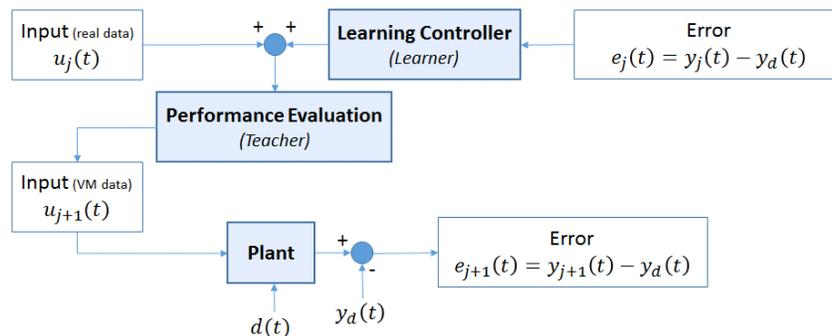 Input (real data)
u_j(t)
+ +
Learning Controller
(Learner)
Error
e_j(t) = y_j(t) − y_d(t)
Performance Evaluation
(Teacher)
Input (VM data)
u_{j+1}(t)
Plant
+
-
Error
e_{j+1}(t) = y_{j+1}(t) − y_d(t)
d(t)
y_d(t)